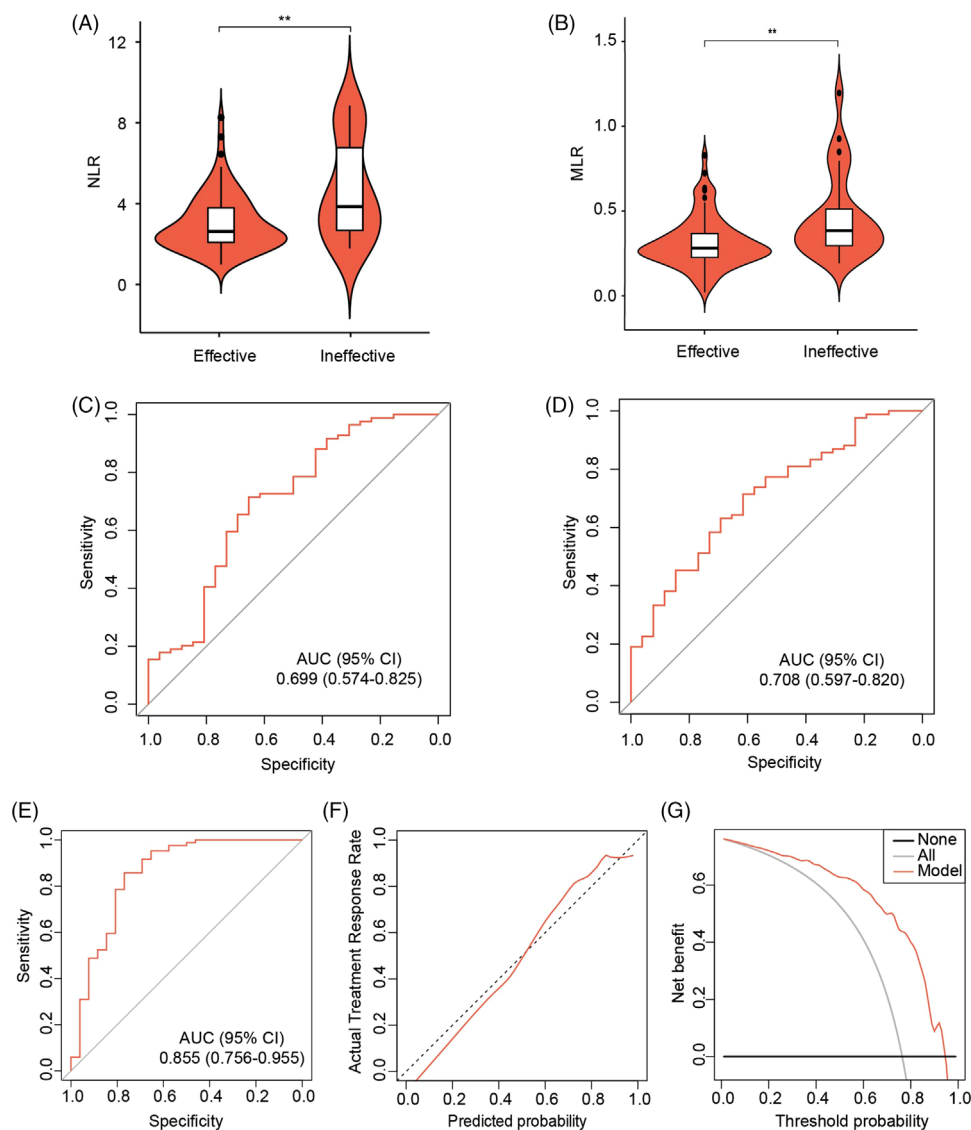 (A)
**
12
8
4
0
NLR
Effective
Ineffective
(B)
**
1.5
1.0
0.5
0.0
MLR
Effective
Ineffective
(C)
1.0
0.8
0.6
0.4
0.2
0.0
Sensitivity
AUC (95% CI)
0.699 (0.574-0.825)
1.0 0.8 0.6 0.4 0.2 0.0
Specificity
(D)
1.0
0.8
0.6
0.4
0.2
0.0
Sensitivity
AUC (95% CI)
0.708 (0.597-0.820)
1.0 0.8 0.6 0.4 0.2 0.0
Specificity
(E)
1.0
0.8
0.6
0.4
0.2
0.0
Sensitivity
AUC (95% CI)
0.855 (0.756-0.955)
1.0 0.8 0.6 0.4 0.2 0.0
Specificity
(F)
1.0
0.8
0.6
0.4
0.2
0.0
Actual Treatment Response Rate
0.0 0.2 0.4 0.6 0.8 1.0
Predicted probability
(G)
None
All
Model
0.6
0.4
0.2
0.0
Net benefit
0.0 0.2 0.4 0.6 0.8 1.0
Threshold probability